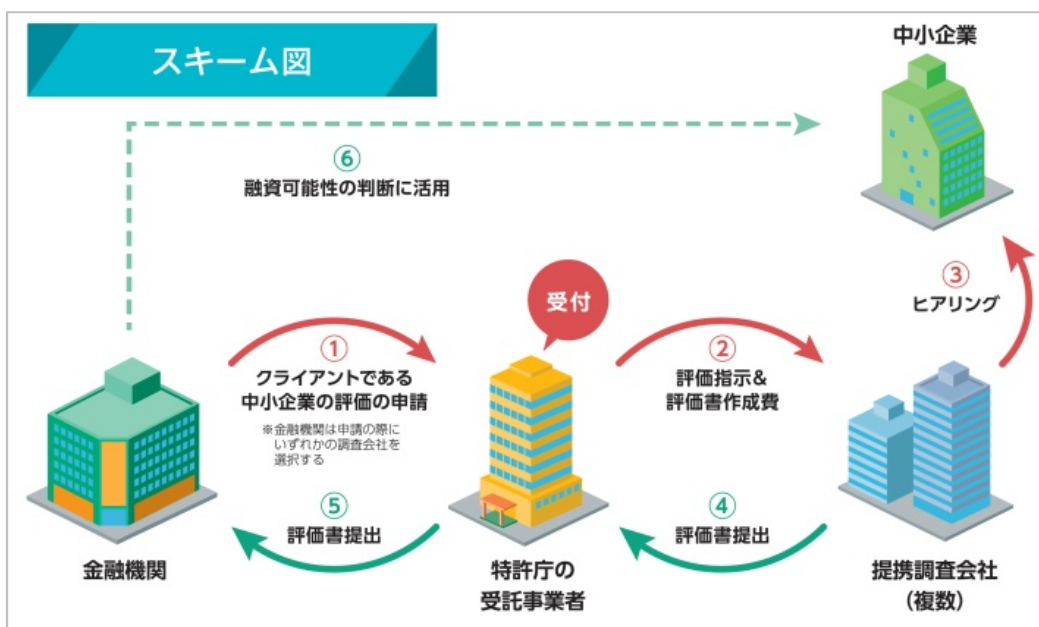 スキーム図
中小企業
⑥
融資可能性の判断に活用
受付
③
ヒアリング
①
クライアントである
中小企業の評価の申請
※金融機関は申請の際に
いずれかの調査会社を
選択する
②
評価指示&
評価書作成費
⑤
評価書提出
④
評価書提出
金融機関
特許庁の
受託事業者
提携調査会社
(複数)